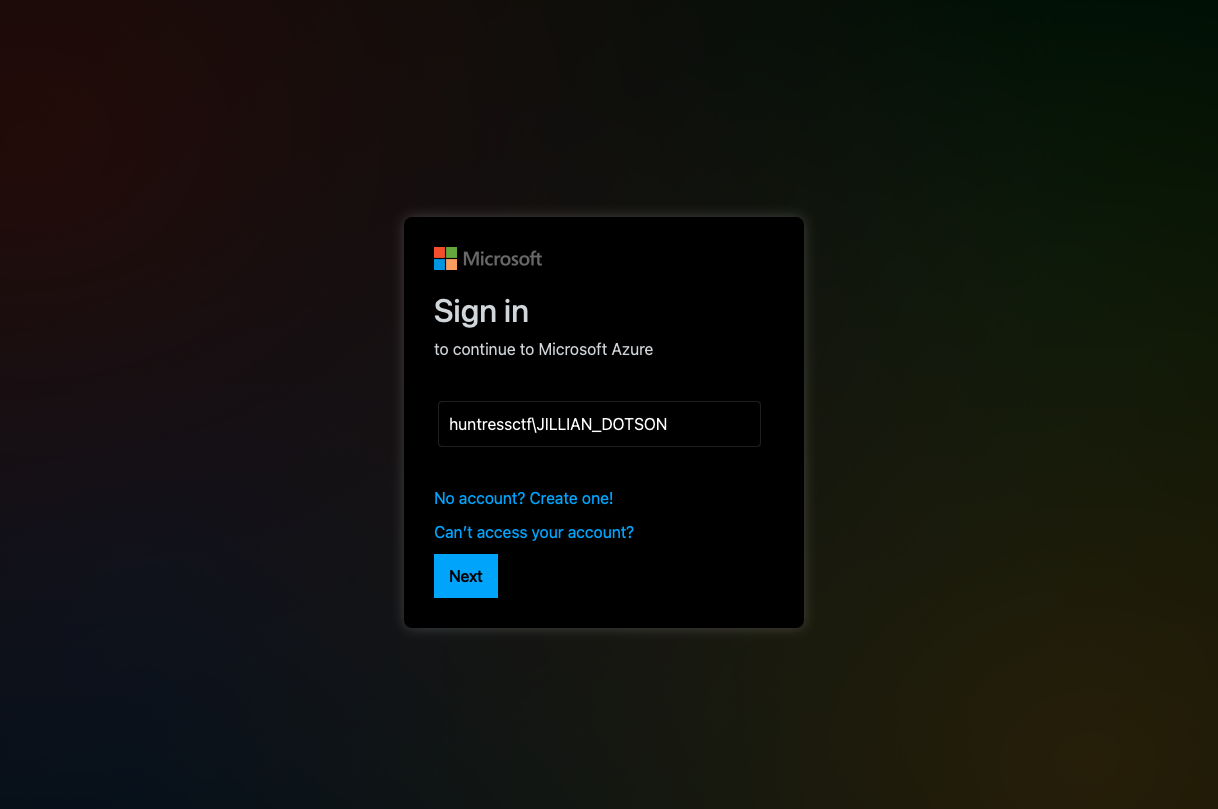 Microsoft
Sign in
to continue to Microsoft Azure
huntressctf\JILLIAN_DOTSON
No account? Create one!
Can’t access your account?
Next